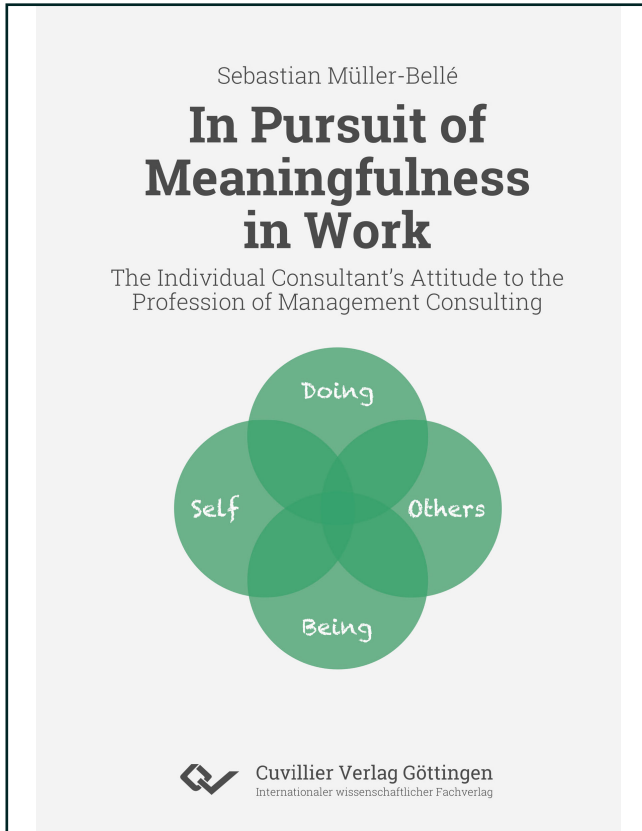 Sebastian Müller-Bellé
In Pursuit of
Meaningfulness
in Work
The Individual Consultant's Attitude to the
Profession of Management Consulting
Doing
Self
Others
Being
Cuvillier Verlag Göttingen
Internationaler wissenschaftlicher Fachverlag